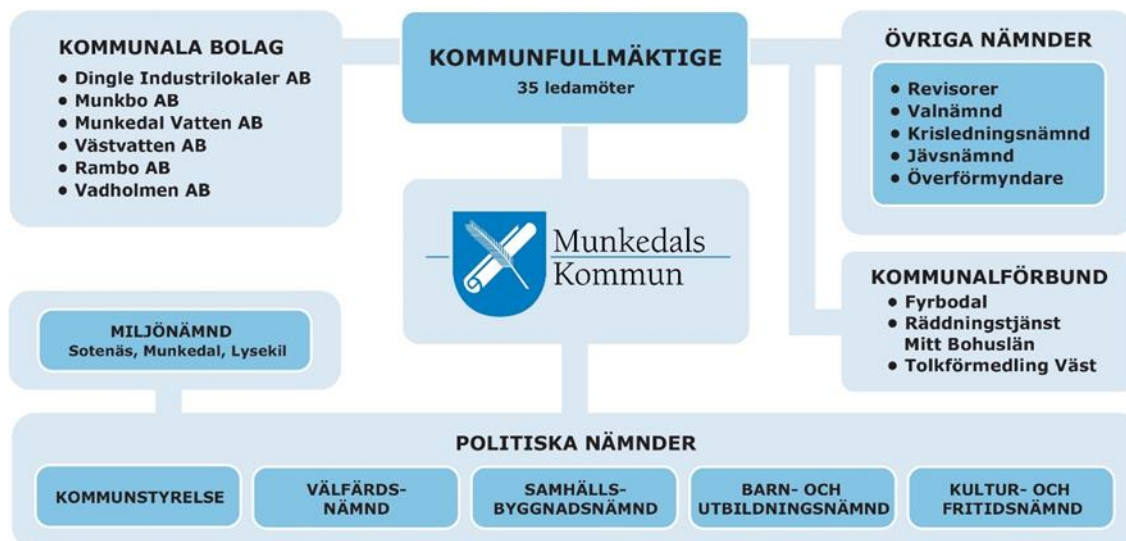 KOMMUNALA BOLAG
• Dingle Industrilokaler AB
• Munkbo AB
• Munkedal Vatten AB
• Västvatten AB
• Rambo AB
• Vadholmen AB
KOMMUNFULLMÄKTIGE
35 ledamöter
ÖVRIGA NÄMNDER
• Revisorer
• Valnämnd
• Krisledningsnämnd
• Jävsnämnd
• Överförmyndare
Munkedals
Kommun
KOMMUNALFÖRBUND
• Fyrbodal
• Räddningstjänst
Mitt Bohuslän
• Tolkförmedling Väst
MILJÖNÄMND
Sotenäs, Munkedal, Lysekil
POLITISKA NÄMNDER
KOMMUNSTYRELSE
VÄLFÄRDS-
NÄMND
SAMHÄLLS-
BYGGNADSNÄMND
BARN- OCH
UTBILDNINGSNÄMND
KULTUR- OCH
FRITIDSNÄMND